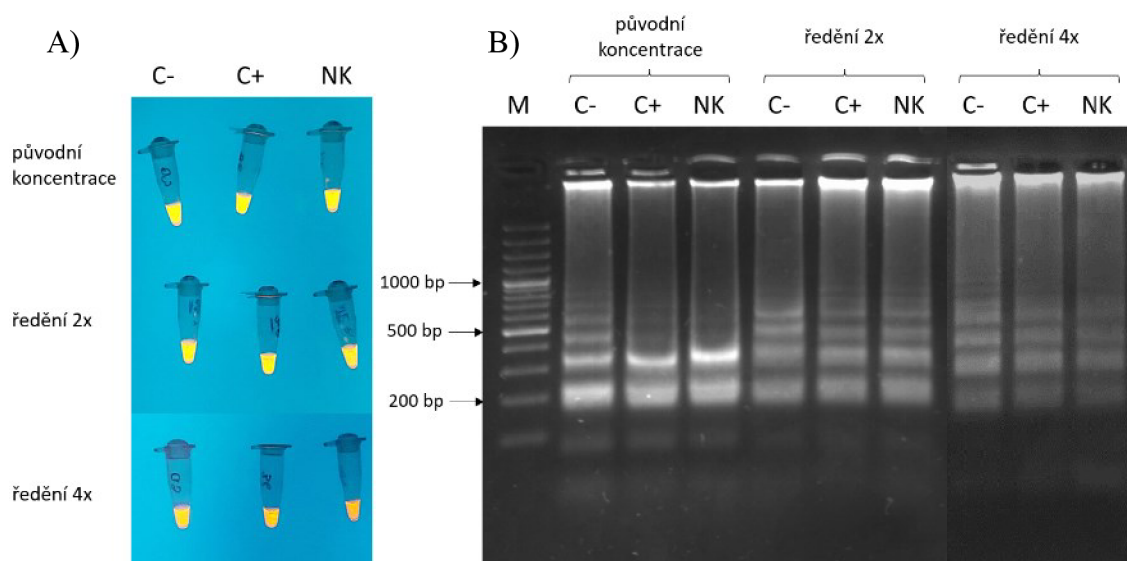 A)
C- C+ NK
původní
koncentrace
ředění 2x
ředění 4x
B)
původní
koncentrace
ředění 2x
ředění 4x
M C- C+ NK C- C+ NK C- C+ NK
1000 bp
500 bp
200 bp